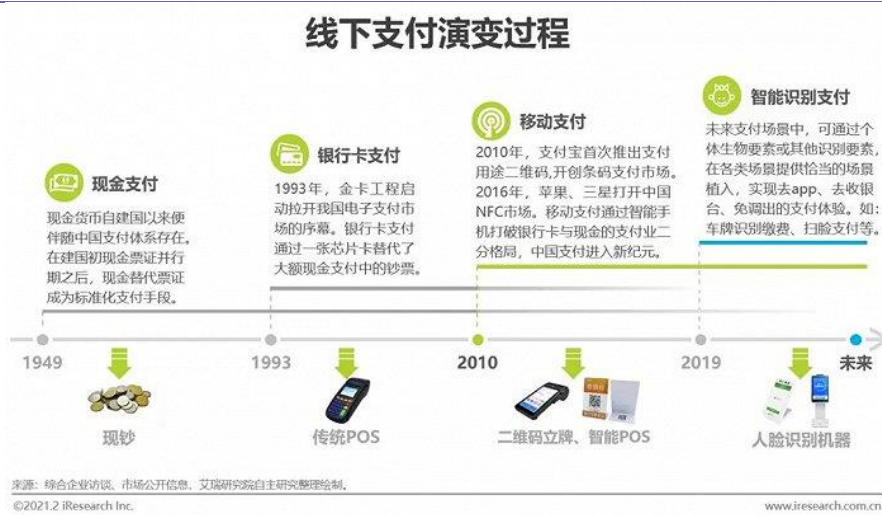 线下支付演变过程
现金支付
现金货币自建国以来便
伴随中国支付体系存在。
在建国初现金票证并行
期之后，现金替代票证
成为标准化支付手段。
银行卡支付
1993年，金卡工程启
动拉开我国电子支付市
场的序幕。银行卡支付
通过一张芯片卡替代了
大额现金支付中的钞票。
移动支付
2010年，支付宝首次推出支付
用途二维码,开创条码支付市场。
2016年，苹果、三星打开中国
NFC市场。移动支付通过智能手
机打破银行卡与现金的支付业二
分格局，中国支付进入新纪元。
智能识别支付
未来支付场景中，可通过个
体生物要素或其他识别要素，
在各类场景提供恰当的场景
植入，实现去app、去收银
台、免调出的支付体验。如：
车牌识别缴费、扫脸支付等。
1949
1993
2010
2019
未来
现钞
传统POS
二维码立牌、智能POS
人脸识别机器
来源：综合企业访谈、市场公开信息、艾瑞研究院自主研究整理绘制。
©2021.2 iResearch Inc.
www.iresearch.com.cn